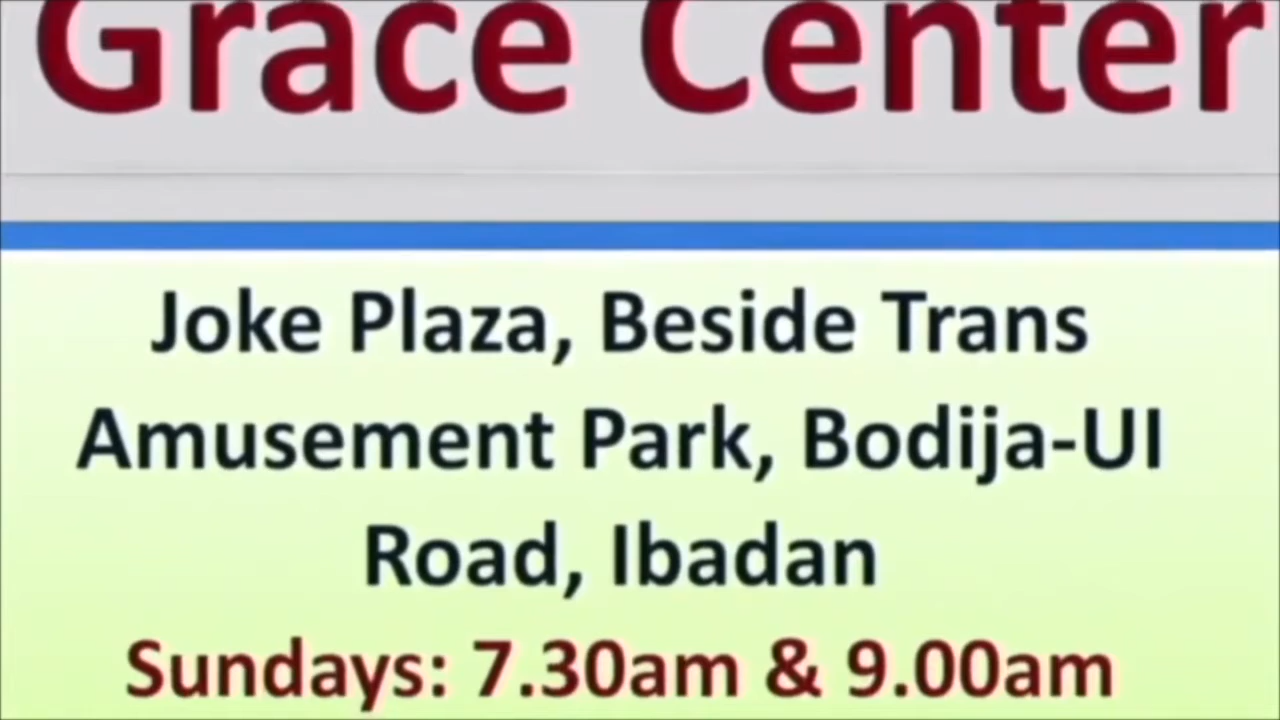 Grace Center
Joke Plaza, Beside Trans
Amusement Park, Bodija-UI
Road, Ibadan
Sundays: 7.30am & 9.00am